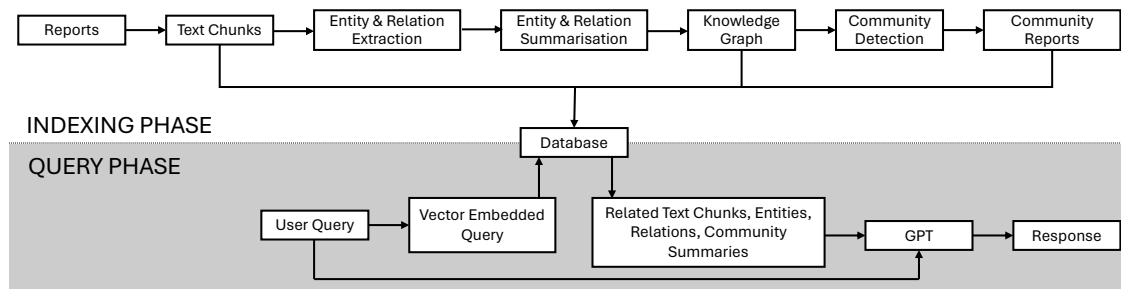 Reports
Text Chunks
Entity & Relation
Extraction
Entity & Relation
Summarisation
Knowledge
Graph
Community
Detection
Community
Reports
INDEXING PHASE
Database
QUERY PHASE
User Query
Vector Embedded
Query
Related Text Chunks, Entities,
Relations, Community
Summaries
GPT
Response